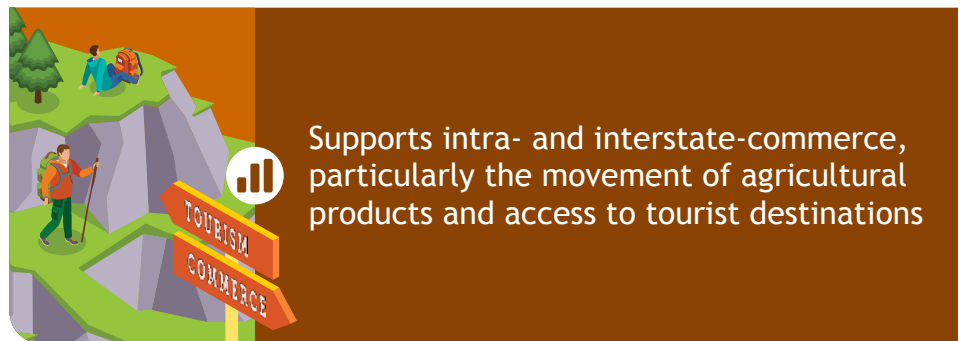 TOURISM
COMMERCE
Supports intra- and interstate-commerce,
particularly the movement of agricultural
products and access to tourist destinations